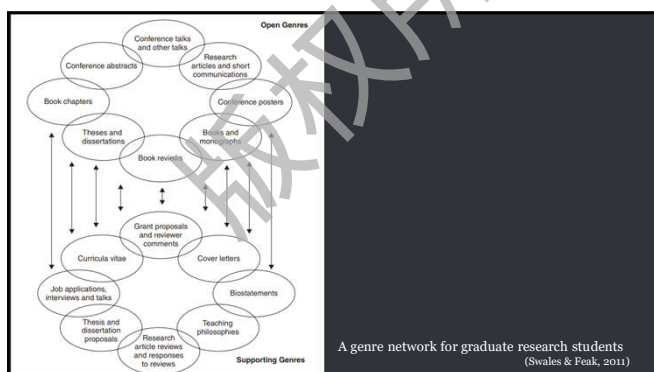 Open Genres
Conference talks
and other talks
Conference abstracts
Research
articles and short
communications
Book chapters
Conference posters
Theses and
dissertations
Books and
monographs
Book reviews
Grant proposals
and reviewer
comments
Curricula vitae
Cover letters
Job applications,
interviews and talks
Biostatements
Thesis and
dissertation
proposals
Teaching
philosophies
Research
article reviews
and responses
to reviews
Supporting Genres
A genre network for graduate research students
(Swales & Feak, 2011)
版权所